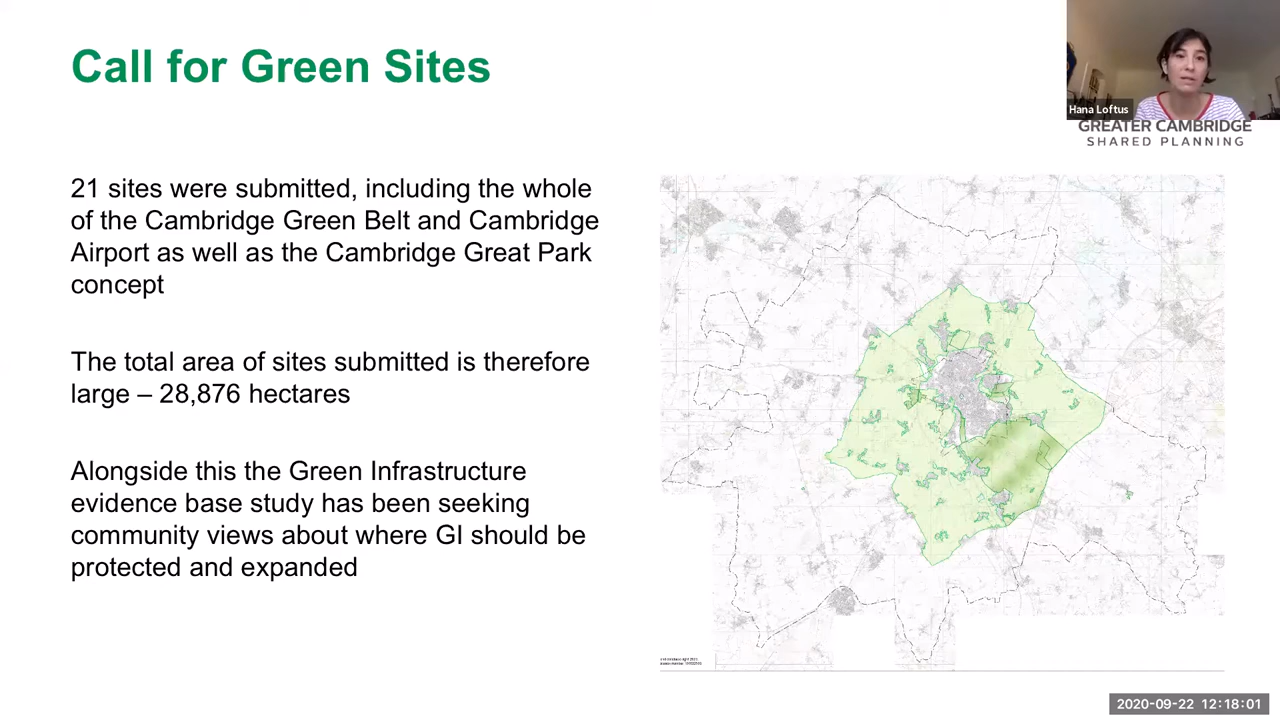 Call for Green Sites
Hana Loftus
GREATER CAMBRIDGE
SHARED PLANNING
21 sites were submitted, including the whole
of the Cambridge Green Belt and Cambridge
Airport as well as the Cambridge Great Park
concept
The total area of sites submitted is therefore
large – 28,876 hectares
Alongside this the Green Infrastructure
evidence base study has been seeking
community views about where GI should be
protected and expanded
2020-09-22 12:18:01